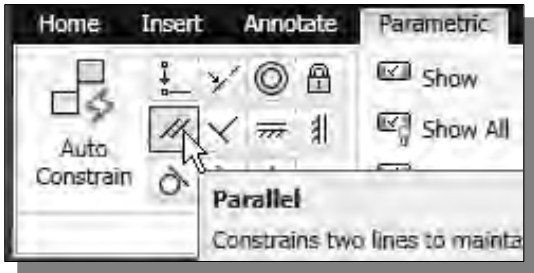 Home Insert Annotate Parametric
Show
Show All
Auto
Constrain
Parallel
Constrains two lines to mainta